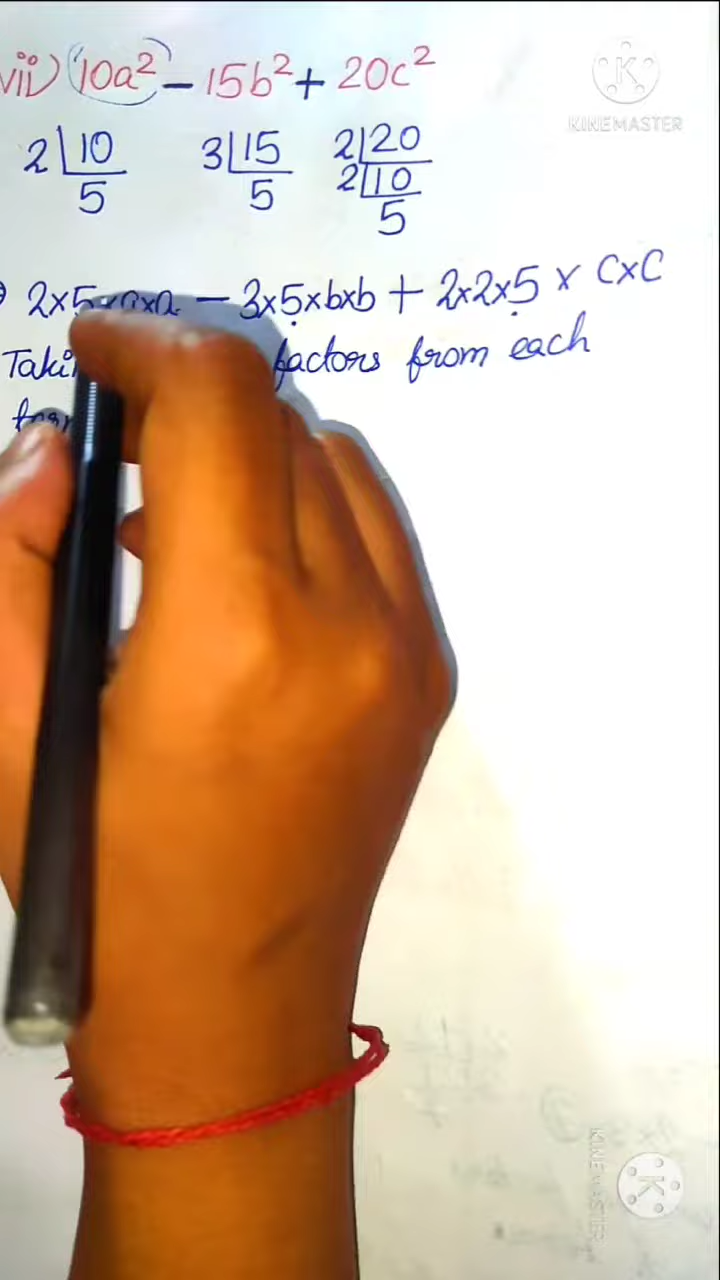 vii) 10a² - 15b² + 20c²
2 10 3 15 2 20
5 5 2 10
5
2×5×a×a - 3×5×b×b + 2×2×5 × c×c
factors from each
KINEMASTER
KINEMASTER